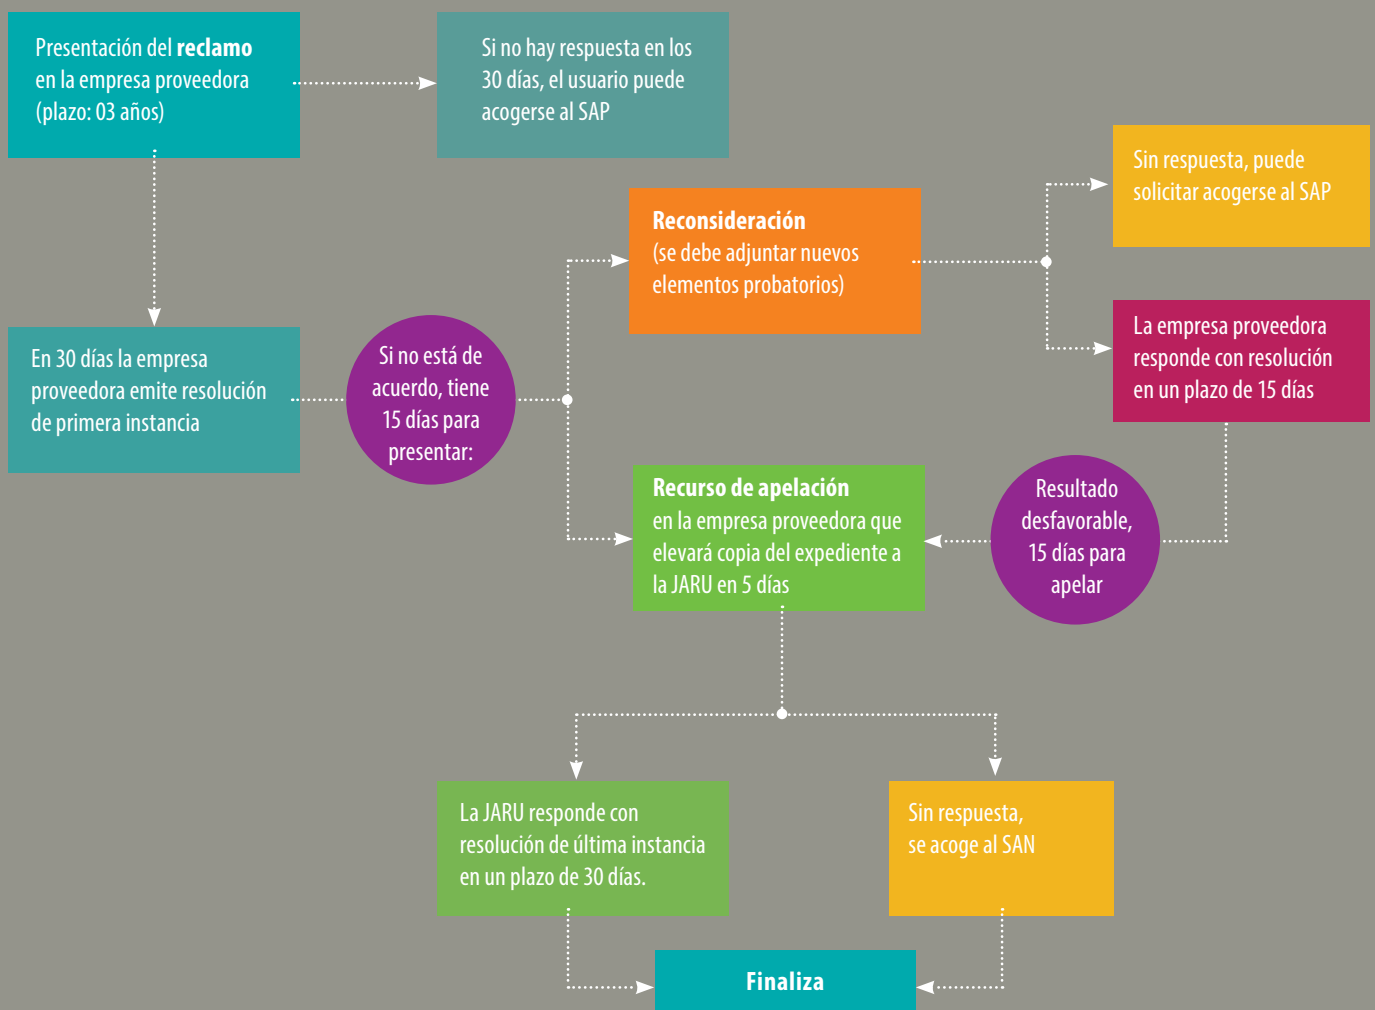 Presentación del reclamo
en la empresa proveedora
(plazo: 03 años)
Si no hay respuesta en los
30 días, el usuario puede
acogerse al SAP
Sin respuesta, puede
solicitar acogerse al SAP
Reconsideración
(se debe adjuntar nuevos
elementos probatorios)
La empresa proveedora
responde con resolución
en un plazo de 15 días
En 30 días la empresa
proveedora emite resolución
de primera instancia
Si no está de
acuerdo, tiene
15 días para
presentar:
Recurso de apelación
en la empresa proveedora que
elevará copia del expediente a
la JARU en 5 días
Resultado
desfavorable,
15 días para
apelar
La JARU responde con
resolución de última instancia
en un plazo de 30 días.
Sin respuesta,
se acoge al SAN
Finaliza